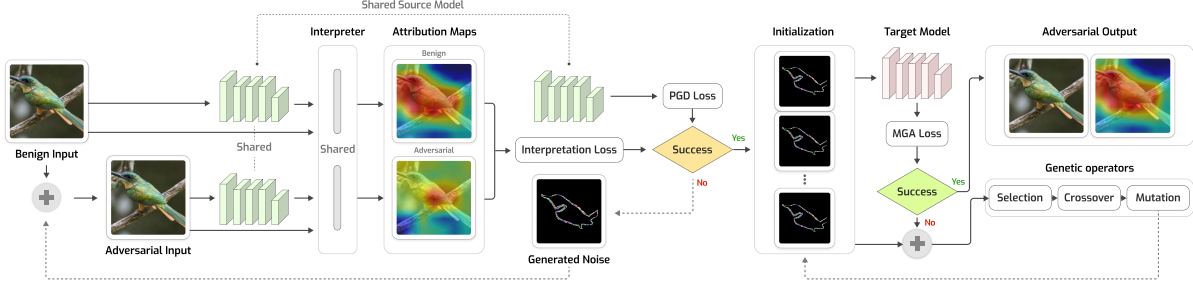 Shared Source Model
Interpreter
Attribution Maps
Initialization
Target Model
Adversarial Output
Benign
PGD Loss
MGA Loss
Shared
Shared
Benign Input
Adversarial
Interpretation Loss
Success
Yes
No
Success
Yes
No
Genetic operators
Selection
Crossover
Mutation
Adversarial Input
Generated Noise